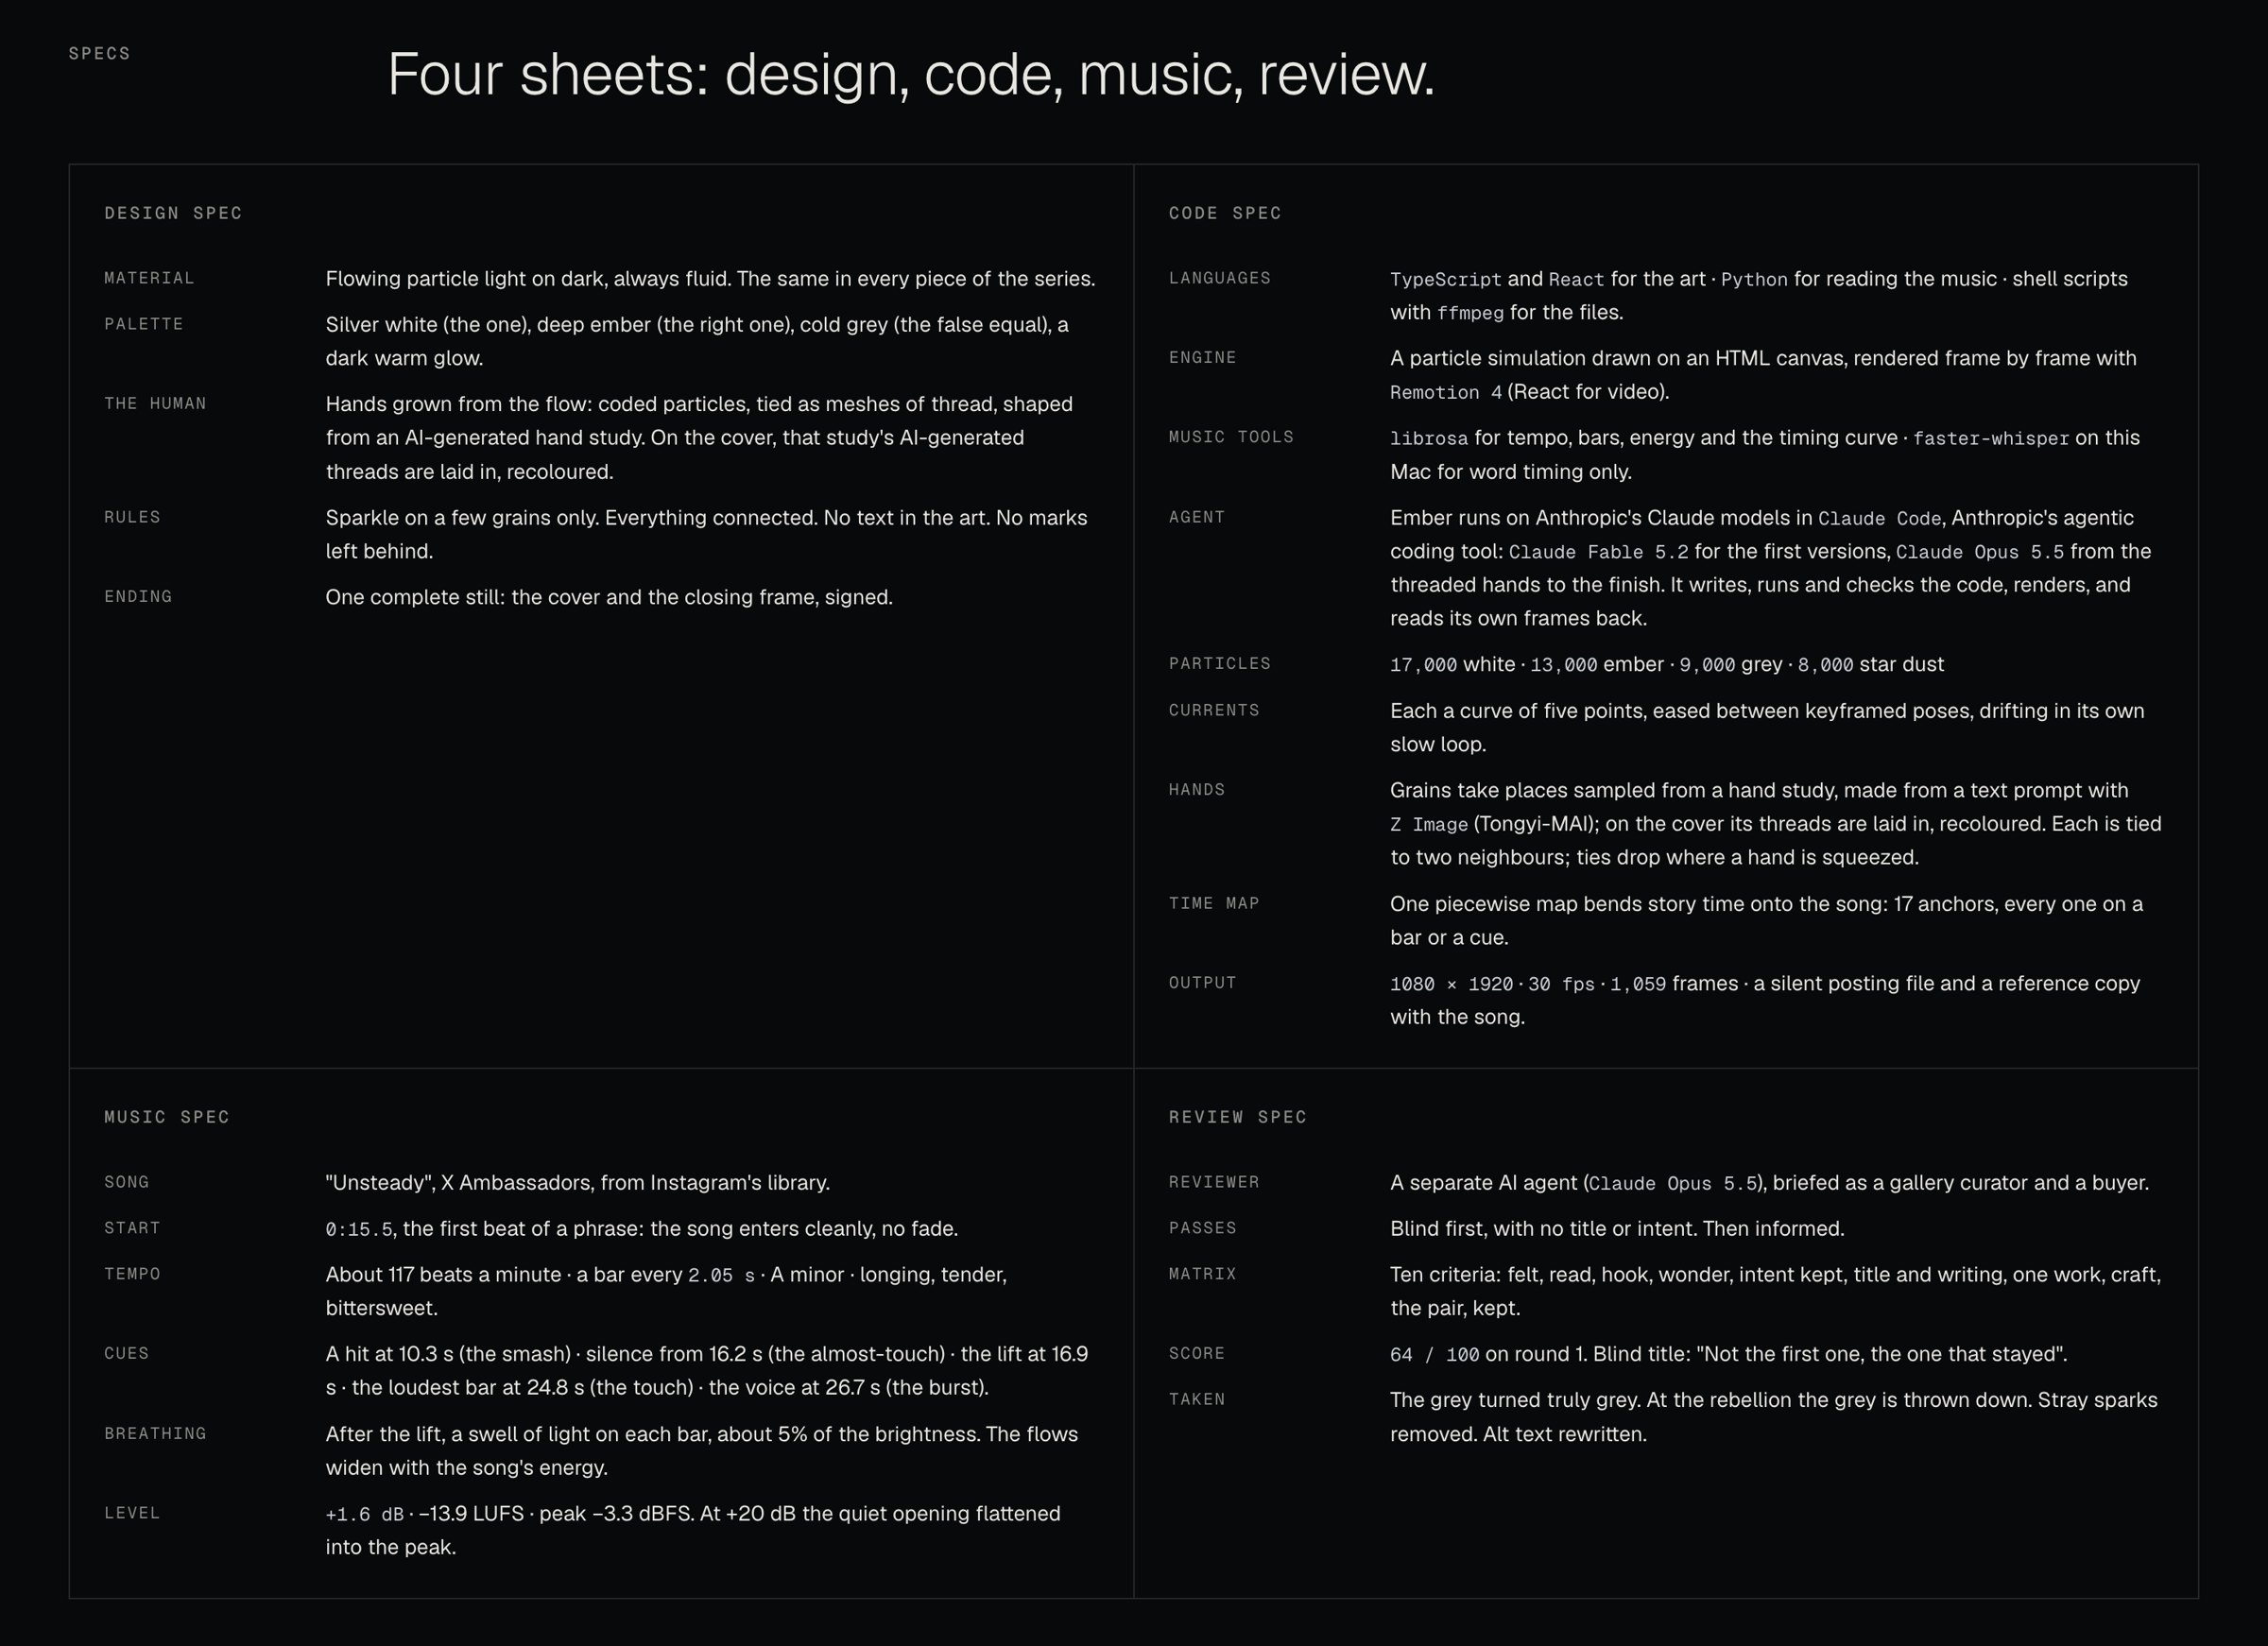 SPECS
Four sheets: design, code, music, review.
DESIGN SPEC
MATERIAL
Flowing particle light on dark, always fluid. The same in every piece of the series.
PALETTE
Silver white (the one), deep ember (the right one), cold grey (the false equal), a
dark warm glow.
THE HUMAN
Hands grown from the flow: coded particles, tied as meshes of thread, shaped
from an AI-generated hand study. On the cover, that study's AI-generated
threads are laid in, recoloured.
RULES
Sparkle on a few grains only. Everything connected. No text in the art. No marks
left behind.
ENDING
One complete still: the cover and the closing frame, signed.
CODE SPEC
LANGUAGES
TypeScript and React for the art · Python for reading the music · shell scripts
with ffmpeg for the files.
ENGINE
A particle simulation drawn on an HTML canvas, rendered frame by frame with
Remotion 4 (React for video).
MUSIC TOOLS
librosa for tempo, bars, energy and the timing curve · faster-whisper on this
Mac for word timing only.
AGENT
Ember runs on Anthropic's Claude models in Claude Code, Anthropic's agentic
coding tool: Claude Fable 5.2 for the first versions, Claude Opus 5.5 from the
threaded hands to the finish. It writes, runs and checks the code, renders, and
reads its own frames back.
PARTICLES
17,000 white · 13,000 ember · 9,000 grey · 8,000 star dust
CURRENTS
Each a curve of five points, eased between keyframed poses, drifting in its own
slow loop.
HANDS
Grains take places sampled from a hand study, made from a text prompt with
Z Image (Tongyi-MAI); on the cover its threads are laid in, recoloured. Each is tied
to two neighbours; ties drop where a hand is squeezed.
TIME MAP
One piecewise map bends story time onto the song: 17 anchors, every one on a
bar or a cue.
OUTPUT
1080 × 1920 · 30 fps · 1,059 frames · a silent posting file and a reference copy
with the song.
MUSIC SPEC
SONG
"Unsteady", X Ambassadors, from Instagram's library.
START
0:15.5, the first beat of a phrase: the song enters cleanly, no fade.
TEMPO
About 117 beats a minute · a bar every 2.05 s · A minor · longing, tender,
bittersweet.
CUES
A hit at 10.3 s (the smash) · silence from 16.2 s (the almost-touch) · the lift at 16.9
s · the loudest bar at 24.8 s (the touch) · the voice at 26.7 s (the burst).
BREATHING
After the lift, a swell of light on each bar, about 5% of the brightness. The flows
widen with the song's energy.
LEVEL
+1.6 dB · −13.9 LUFS · peak −3.3 dBFS. At +20 dB the quiet opening flattened
into the peak.
REVIEW SPEC
REVIEWER
A separate AI agent (Claude Opus 5.5), briefed as a gallery curator and a buyer.
PASSES
Blind first, with no title or intent. Then informed.
MATRIX
Ten criteria: felt, read, hook, wonder, intent kept, title and writing, one work, craft,
the pair, kept.
SCORE
64 / 100 on round 1. Blind title: "Not the first one, the one that stayed".
TAKEN
The grey turned truly grey. At the rebellion the grey is thrown down. Stray sparks
removed. Alt text rewritten.